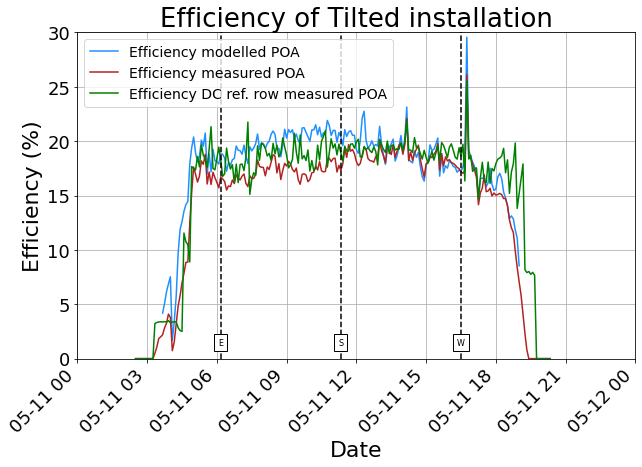 Efficiency of Tilted installation
Efficiency modelled POA
Efficiency measured POA
Efficiency DC ref. row measured POA
Efficiency (%)
30
25
20
15
10
5
0
E
S
W
05-11 00
05-11 03
05-11 06
05-11 09
05-11 12
05-11 15
05-11 18
05-11 21
05-12 00
Date